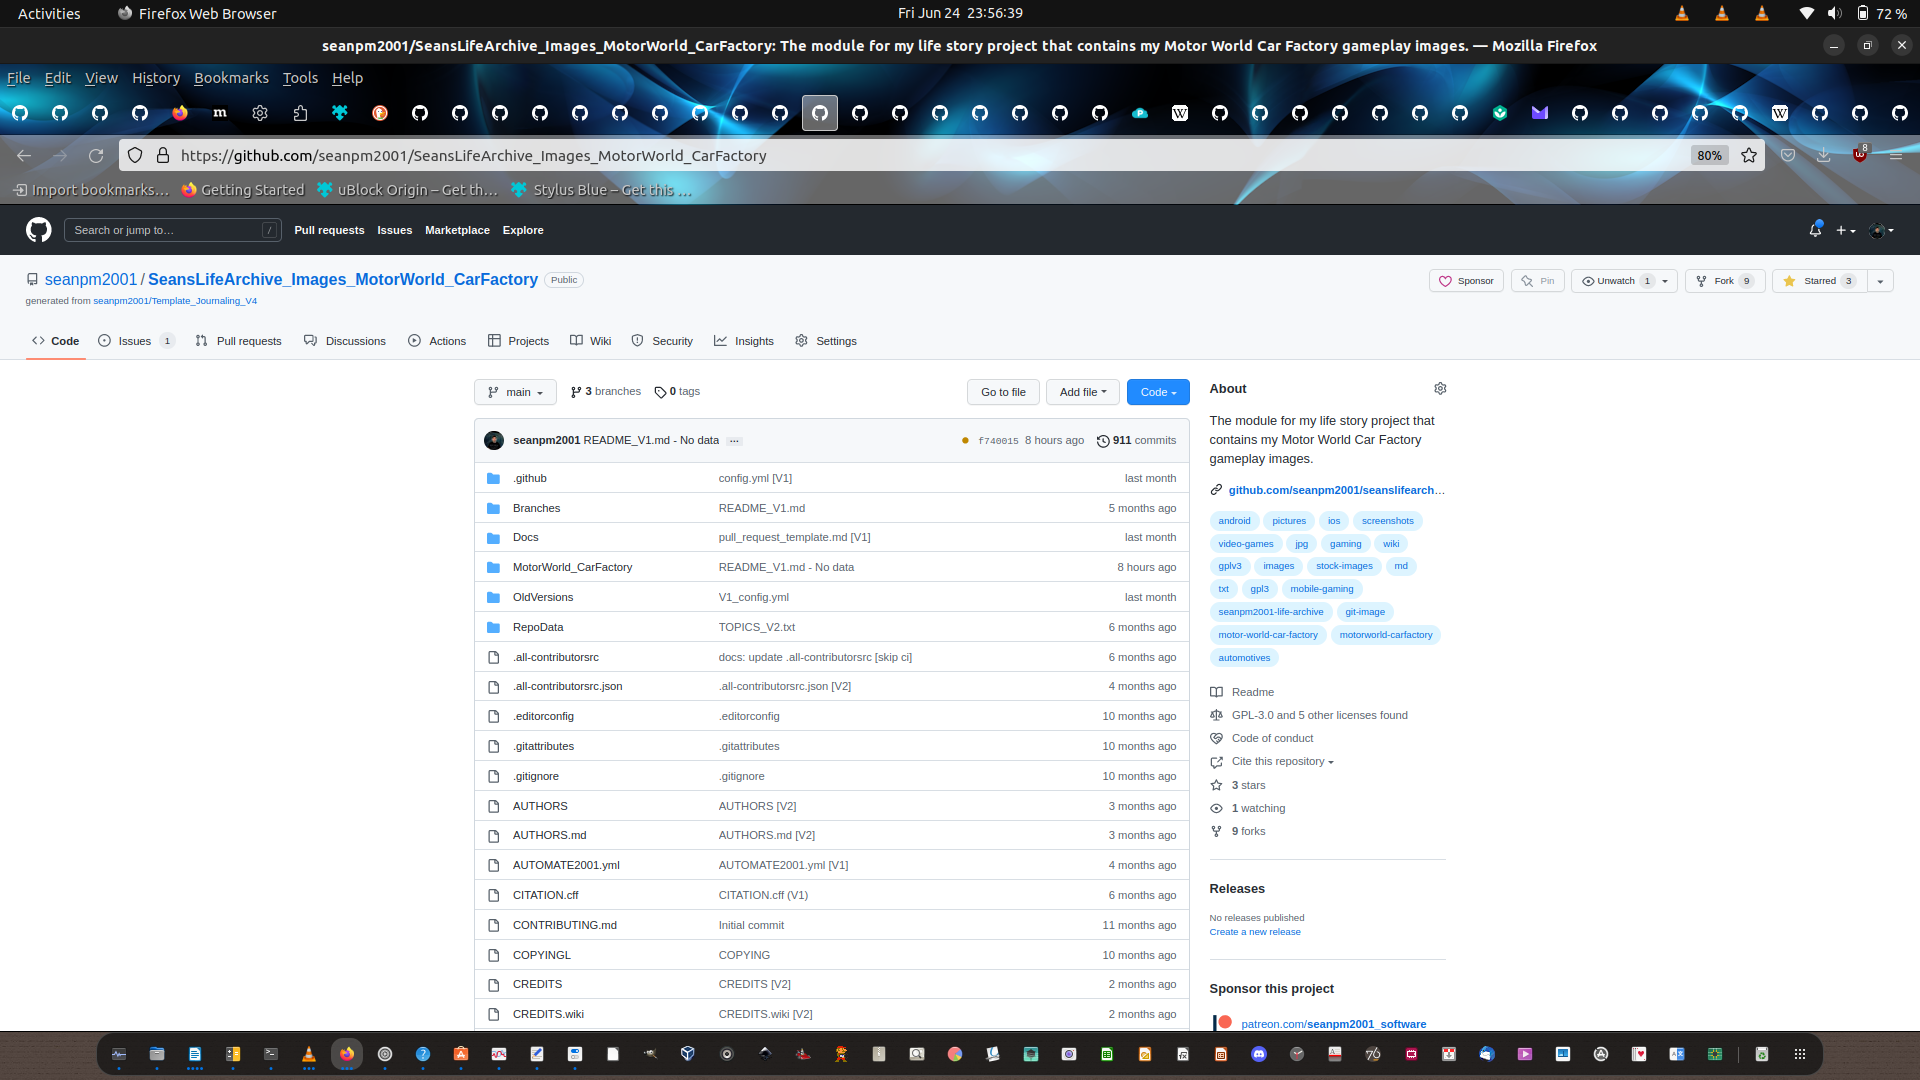 Activities Firefox Web Browser Fri Jun 24 23:56:39 72 %
seanpm2001/SeansLifeArchive_Images_MotorWorld_CarFactory: The module for my life story project that contains my Motor World Car Factory gameplay images. — Mozilla Firefox
File Edit View History Bookmarks Tools Help
https://github.com/seanpm2001/SeansLifeArchive_Images_MotorWorld_CarFactory 80% 8
Import bookmarks… Getting Started uBlock Origin – Get th… Stylus Blue – Get this …
Search or jump to… / Pull requests Issues Marketplace Explore
seanpm2001 / SeansLifeArchive_Images_MotorWorld_CarFactory Public Sponsor Pin Unwatch 1 Fork 9 Starred 3
generated from seanpm2001/Template_Journaling_V4
Code Issues 1 Pull requests Discussions Actions Projects Wiki Security Insights Settings
main 3 branches 0 tags Go to file Add file Code
seanpm2001 README_V1.md - No data ... f740015 8 hours ago 911 commits
.github config.yml [V1] last month
Branches README_V1.md 5 months ago
Docs pull_request_template.md [V1] last month
MotorWorld_CarFactory README_V1.md - No data 8 hours ago
OldVersions V1_config.yml last month
RepoData TOPICS_V2.txt 6 months ago
.all-contributorsrc docs: update .all-contributorsrc [skip ci] 6 months ago
.all-contributorsrc.json .all-contributorsrc.json [V2] 4 months ago
.editorconfig .editorconfig 10 months ago
.gitattributes .gitattributes 10 months ago
.gitignore .gitignore 10 months ago
AUTHORS AUTHORS [V2] 3 months ago
AUTHORS.md AUTHORS.md [V2] 3 months ago
AUTOMATE2001.yml AUTOMATE2001.yml [V1] 4 months ago
CITATION.cff CITATION.cff (V1) 6 months ago
CONTRIBUTING.md Initial commit 11 months ago
COPYINGL COPYING 10 months ago
CREDITS CREDITS [V2] 2 months ago
CREDITS.wiki CREDITS.wiki [V2] 2 months ago
About
The module for my life story project that
contains my Motor World Car Factory
gameplay images.
github.com/seanpm2001/seanslifearch…
android pictures ios screenshots
video-games jpg gaming wiki
gplv3 images stock-images md
txt gpl3 mobile-gaming
seanpm2001-life-archive git-image
motor-world-car-factory motorworld-carfactory
automotives
Readme
GPL-3.0 and 5 other licenses found
Code of conduct
Cite this repository
3 stars
1 watching
9 forks
Releases
No releases published
Create a new release
Sponsor this project
patreon.com/seanpm2001_software